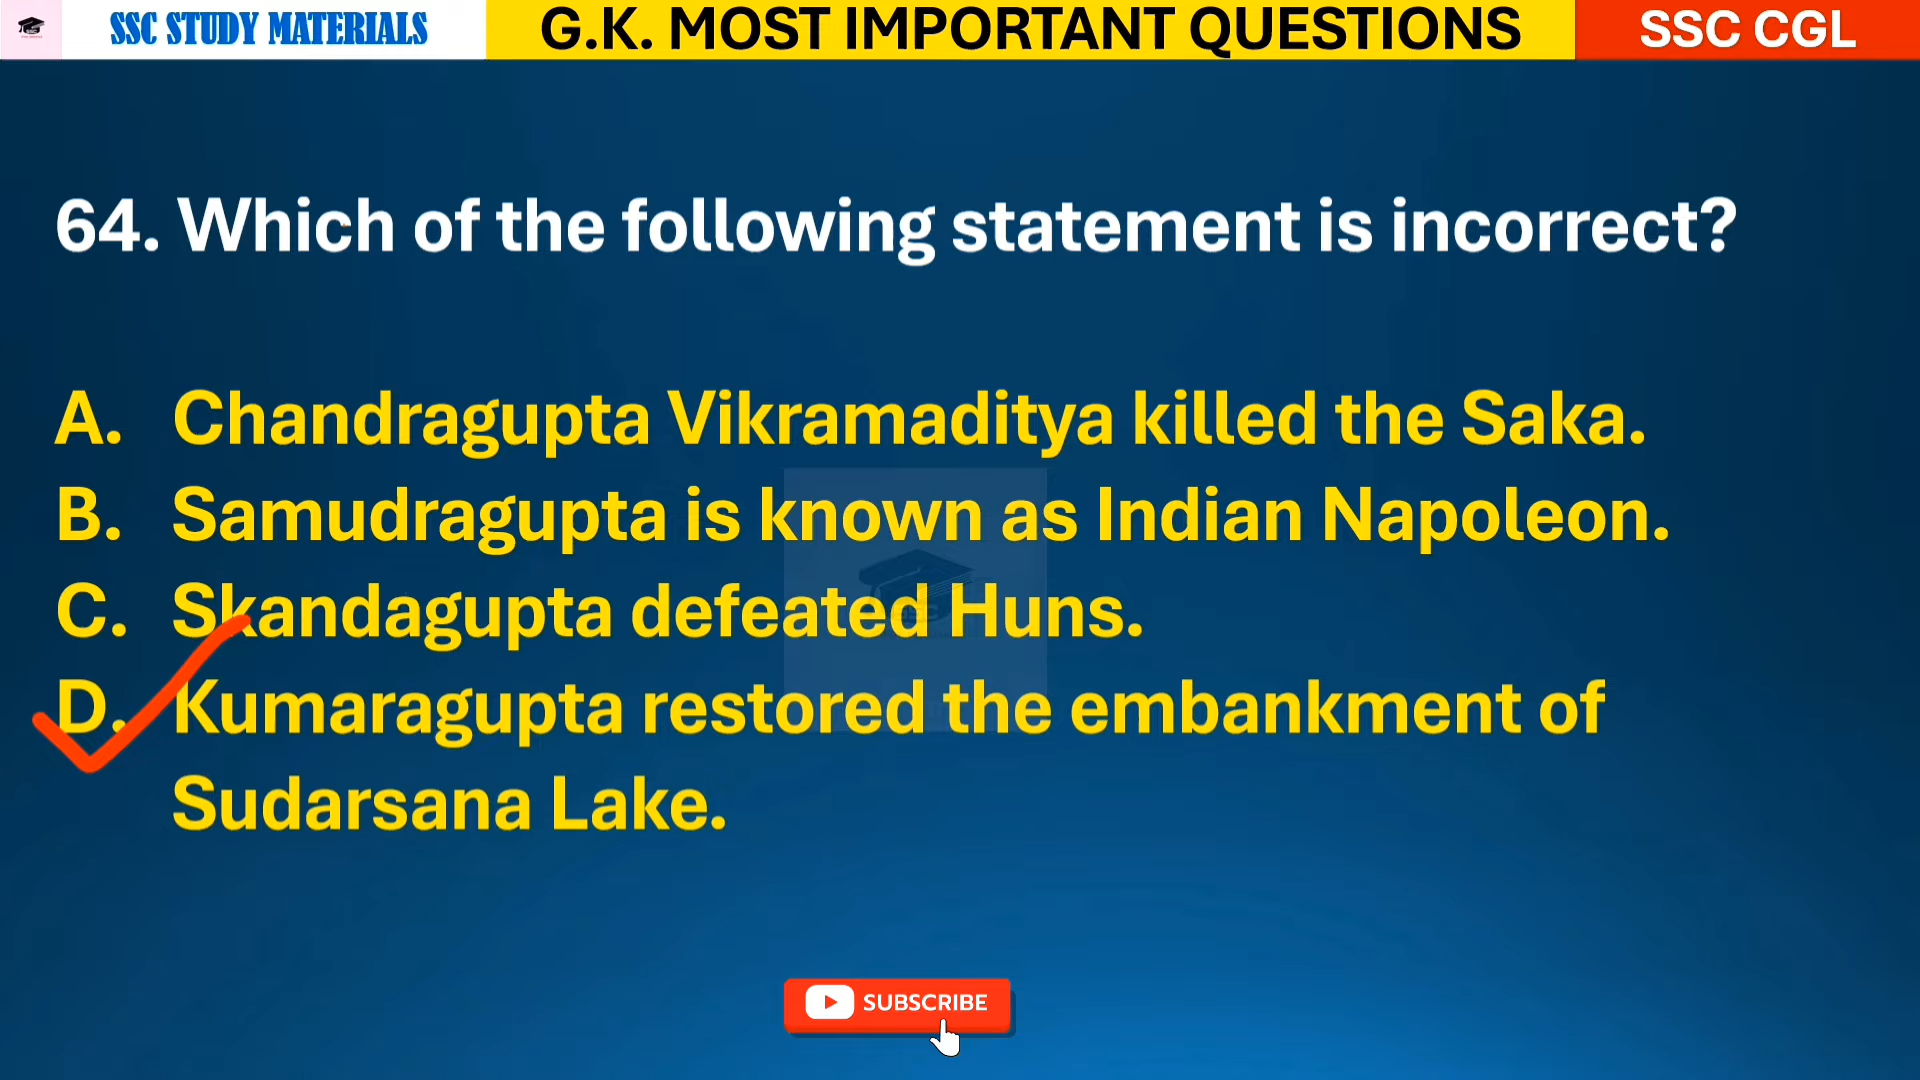 SSC STUDY MATERIALS
G.K. MOST IMPORTANT QUESTIONS
SSC CGL
64. Which of the following statement is incorrect?
A. Chandragupta Vikramaditya killed the Saka.
B. Samudragupta is known as Indian Napoleon.
C. Skandagupta defeated Huns.
D. Kumaragupta restored the embankment of
Sudarsana Lake.
SUBSCRIBE